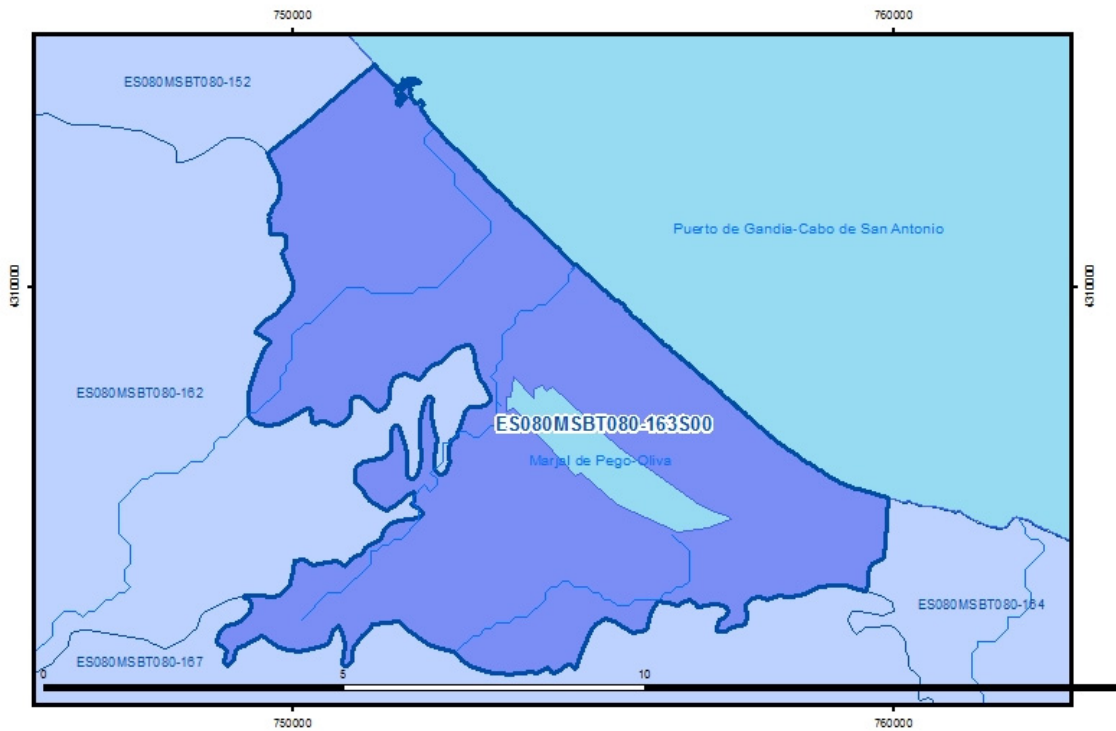 750000
760000
ES080MSBT080-152
Puerto de Gandia-Cabo de San Antonio
4310000
4310000
ES080MSBT080-162
ES080MSBT080-163S00
Marjal de Pego-Oliva
ES080MSBT080-164
ES080MSBT080-167
0
5
10
750000
760000